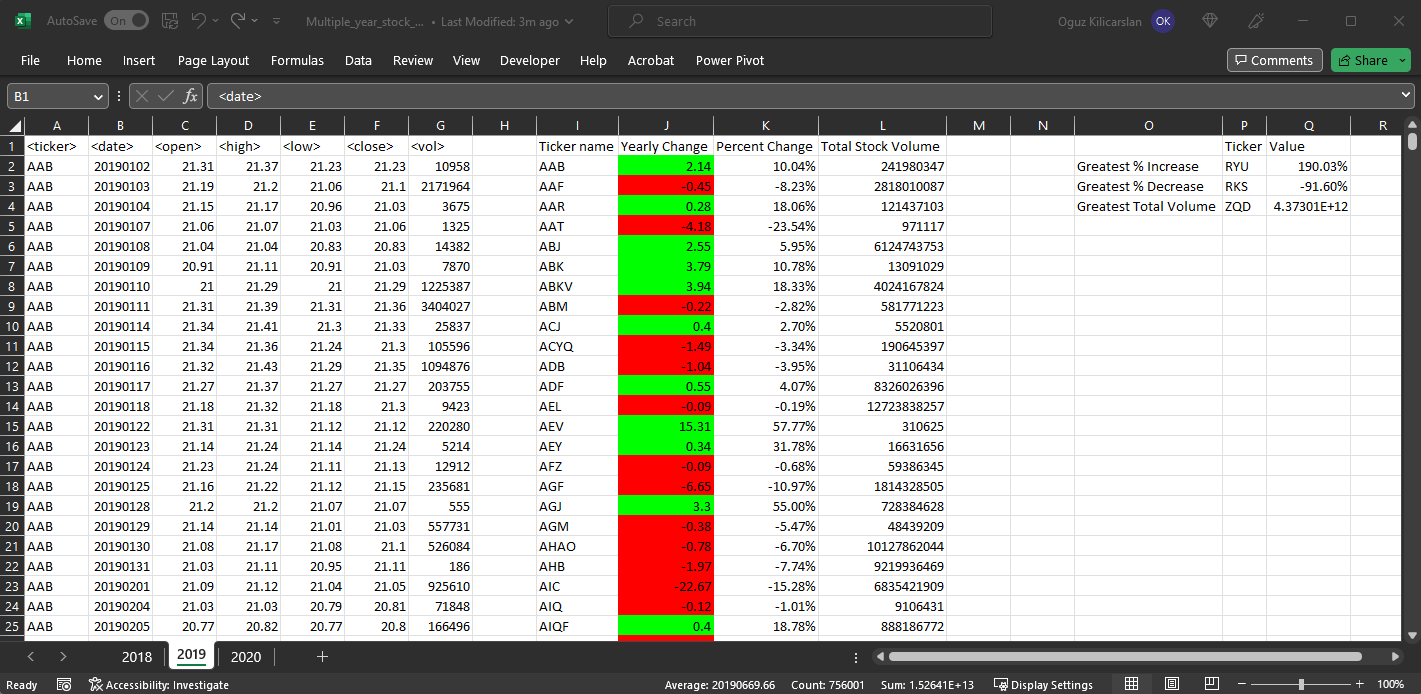 AutoSave On Multiple_year_stock_... • Last Modified: 3m ago Search Oguz Kilicarslan OK
File Home Insert Page Layout Formulas Data Review View Developer Help Acrobat Power Pivot Comments Share
B1 fx <date>
A B C D E F G H I J K L M N O P Q R
1 <ticker> <date> <open> <high> <low> <close> <vol> Ticker name Yearly Change Percent Change Total Stock Volume Ticker Value
2 AAB 20190102 21.31 21.37 21.23 21.23 10958 AAB 2.14 10.04% 241980347 Greatest % Increase RYU 190.03%
3 AAB 20190103 21.19 21.2 21.06 21.1 2171964 AAF -0.45 -8.23% 2818010087 Greatest % Decrease RKS -91.60%
4 AAB 20190104 21.15 21.17 20.96 21.03 3675 AAR 0.28 18.06% 121437103 Greatest Total Volume ZQD 4.37301E+12
5 AAB 20190107 21.06 21.07 21.03 21.06 1325 AAT -4.18 -23.54% 971117
6 AAB 20190108 21.04 21.04 20.83 20.83 14382 ABJ 2.55 5.95% 6124743753
7 AAB 20190109 20.91 21.11 20.91 21.03 7870 ABK 3.79 10.78% 13091029
8 AAB 20190110 21 21.29 21 21.29 1225387 ABKV 3.94 18.33% 4024167824
9 AAB 20190111 21.31 21.39 21.31 21.36 3404027 ABM -0.22 -2.82% 581771223
10 AAB 20190114 21.34 21.41 21.3 21.33 25837 ACJ 0.4 2.70% 5520801
11 AAB 20190115 21.34 21.36 21.24 21.3 105596 ACYQ -1.49 -3.34% 190645397
12 AAB 20190116 21.32 21.43 21.29 21.35 1094876 ADB -1.04 -3.95% 31106434
13 AAB 20190117 21.27 21.37 21.27 21.27 203755 ADF 0.55 4.07% 8326026396
14 AAB 20190118 21.18 21.32 21.18 21.3 9423 AEL -0.09 -0.19% 12723838257
15 AAB 20190122 21.31 21.31 21.12 21.12 220280 AEV 15.31 57.77% 310625
16 AAB 20190123 21.14 21.24 21.14 21.24 5214 AEY 0.34 31.78% 16631656
17 AAB 20190124 21.23 21.24 21.11 21.13 12912 AFZ -0.09 -0.68% 59386345
18 AAB 20190125 21.16 21.22 21.12 21.15 235681 AGF -6.65 -10.97% 1814328505
19 AAB 20190128 21.2 21.2 21.07 21.07 555 AGJ 3.3 55.00% 728384628
20 AAB 20190129 21.14 21.14 21.01 21.03 557731 AGM -0.38 -5.47% 48439209
21 AAB 20190130 21.08 21.17 21.08 21.1 526084 AHAO -0.78 -6.70% 10127862044
22 AAB 20190131 21.03 21.11 20.95 21.11 186 AHB -1.97 -7.74% 9219936469
23 AAB 20190201 21.09 21.12 21.04 21.05 925610 AIC -22.67 -15.28% 6835421909
24 AAB 20190204 21.03 21.03 20.79 20.81 71848 AIQ -0.12 -1.01% 9106431
25 AAB 20190205 20.77 20.82 20.77 20.8 166496 AIQF 0.4 18.78% 888186772
2018 2019 2020
Ready Accessibility: Investigate Average: 20190669.66 Count: 756001 Sum: 1.52641E+13 Display Settings 100%